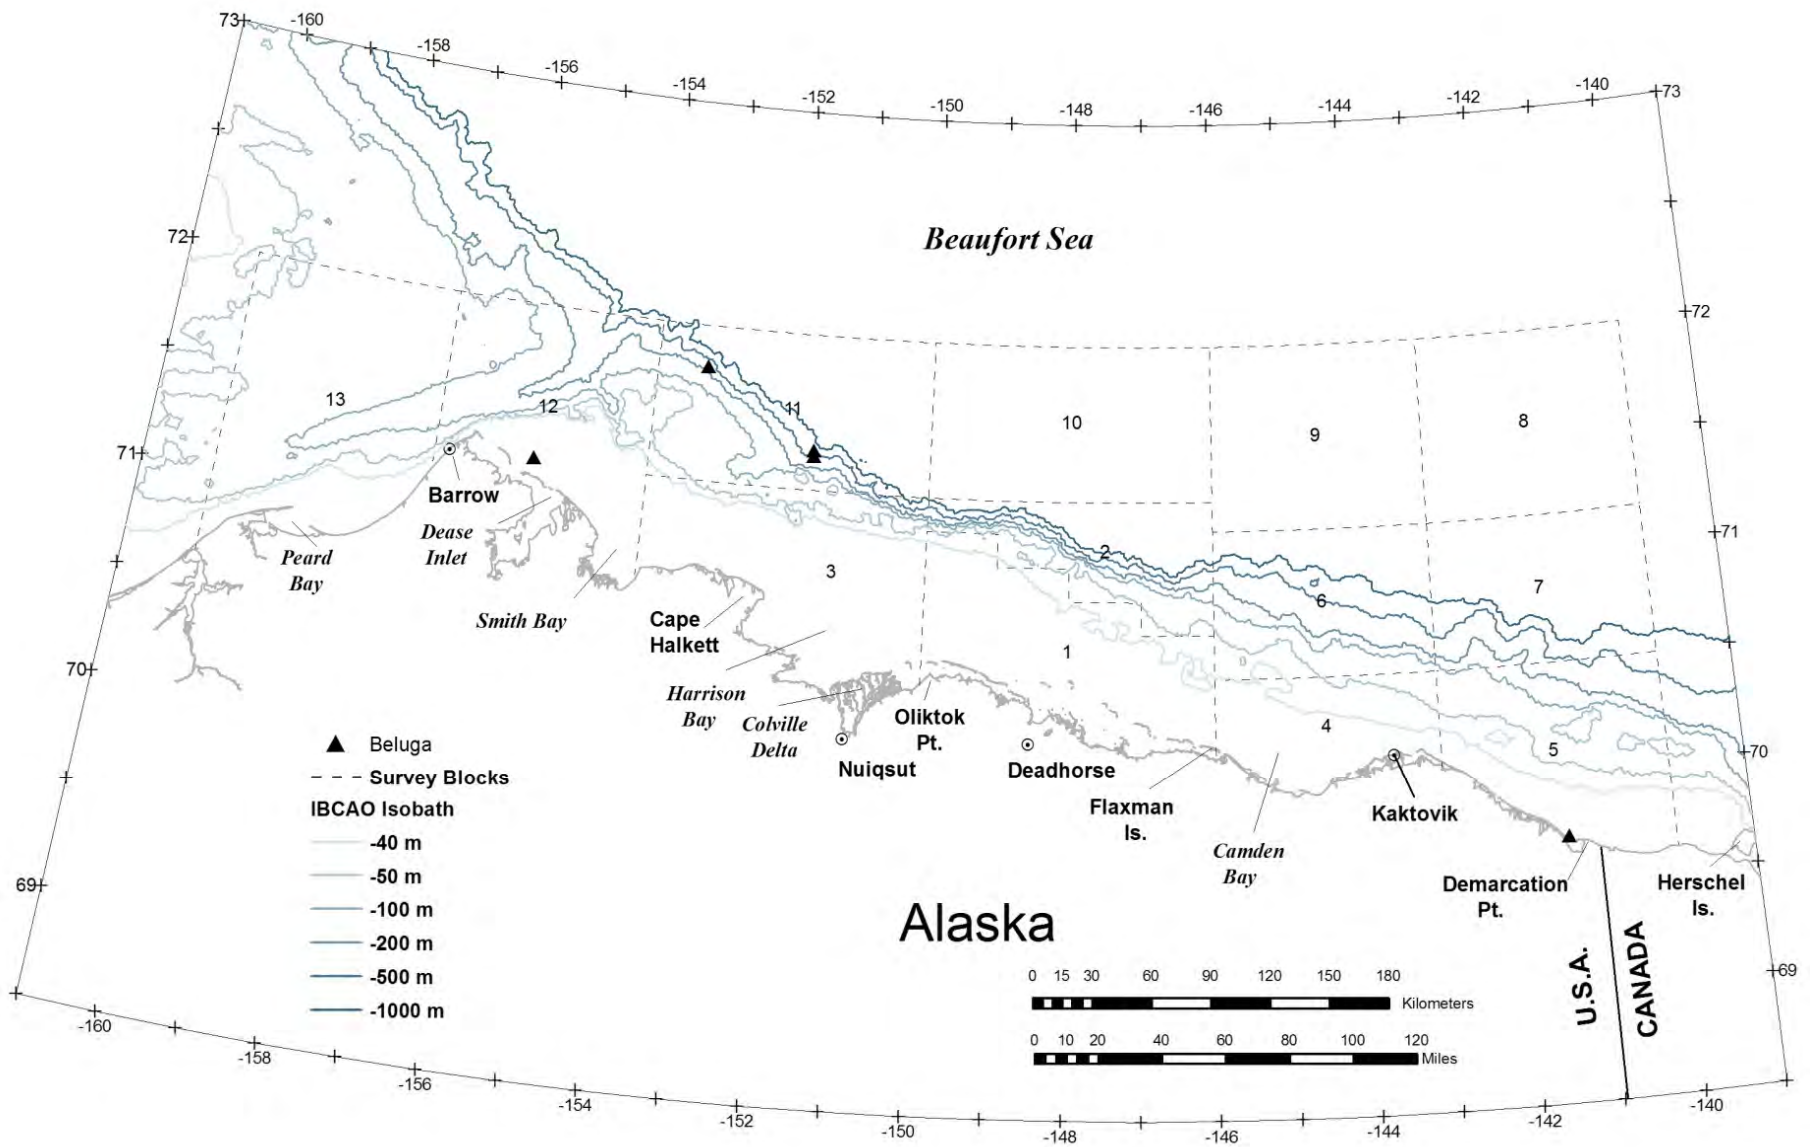 73
-160
-158
-156
-154
-152
-150
-148
-146
-144
-142
-140
73
72
72
Beaufort Sea
13
12
11
10
9
8
71
71
Barrow
Dease
Inlet
Peard
Bay
Smith Bay
3
2
6
7
Cape
Halkett
1
70
70
Harrison
Bay
Colville
Delta
Oliktok
Pt.
4
5
Nuiqsut
Deadhorse
Flaxman
Is.
Kaktovik
Camden
Bay
Demarcation
Pt.
Herschel
Is.
Beluga
Survey Blocks
IBCAO Isobath
-40 m
-50 m
-100 m
-200 m
-500 m
-1000 m
69
69
Alaska
U.S.A.
CANADA
0 15 30 60 90 120 150 180
Kilometers
0 10 20 40 60 80 100 120
Miles
-160
-158
-156
-154
-152
-150
-148
-146
-144
-142
-140